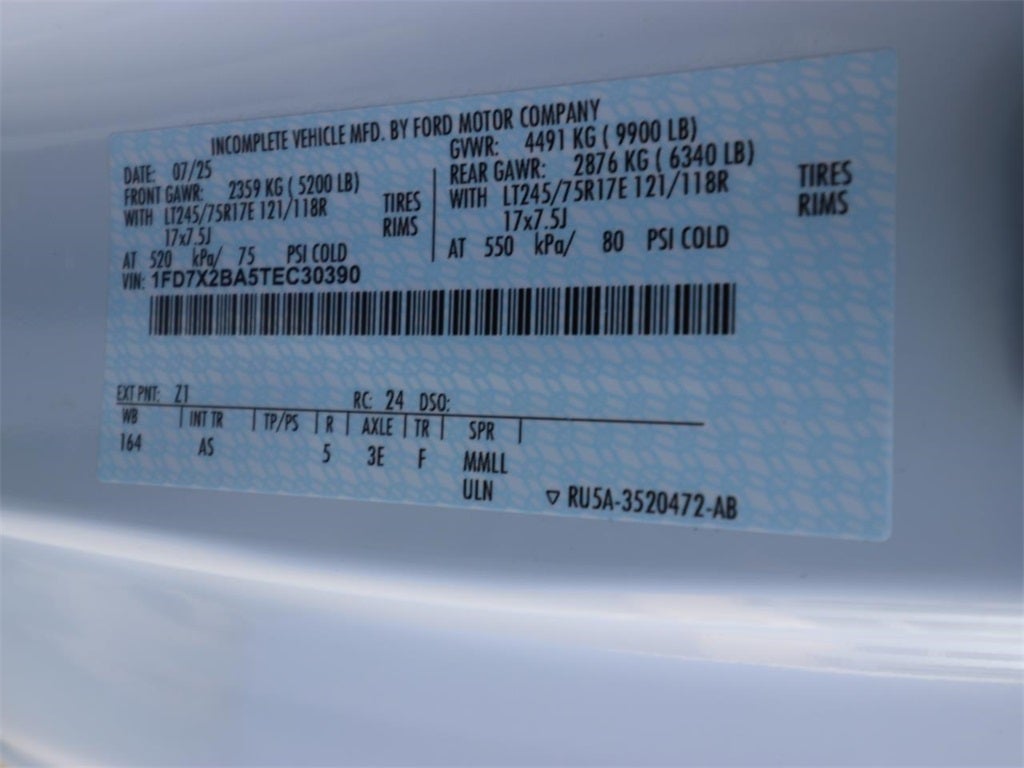 INCOMPLETE VEHICLE MFD. BY FORD MOTOR COMPANY
DATE: 07/25 GVWR: 4491 KG ( 9900 LB)
FRONT GAWR: 2359 KG ( 5200 LB) REAR GAWR: 2876 KG ( 6340 LB)
WITH LT245/75R17E 121/118R TIRES WITH LT245/75R17E 121/118R TIRES
17x7.5J RIMS 17x7.5J RIMS
AT 520 kPa/ 75 PSI COLD AT 550 kPa/ 80 PSI COLD
VIN: 1FD7X2BA5TEC30390
EXT PNT: Z1 RC: 24 DSO:
WB | INT TR | TP/PS | R | AXLE | TR | SPR |
164 AS 5 3E F MMLL
ULN ▽ RU5A-3520472-AB